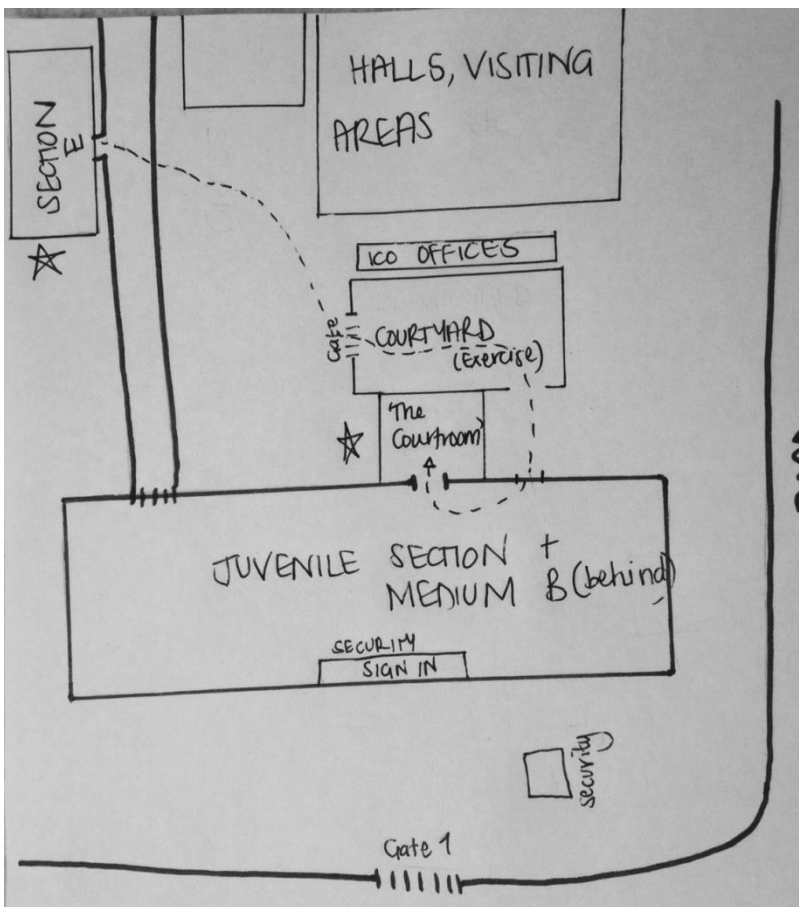 HALLS, VISITING
AREAS
SECTION
E
ICO OFFICES
Gate
COURTYARD
(Exercise)
'The
Courtroom'
JUVENILE SECTION +
MEDIUM B (behind)
SECURITY
SIGN IN
security
Gate 1